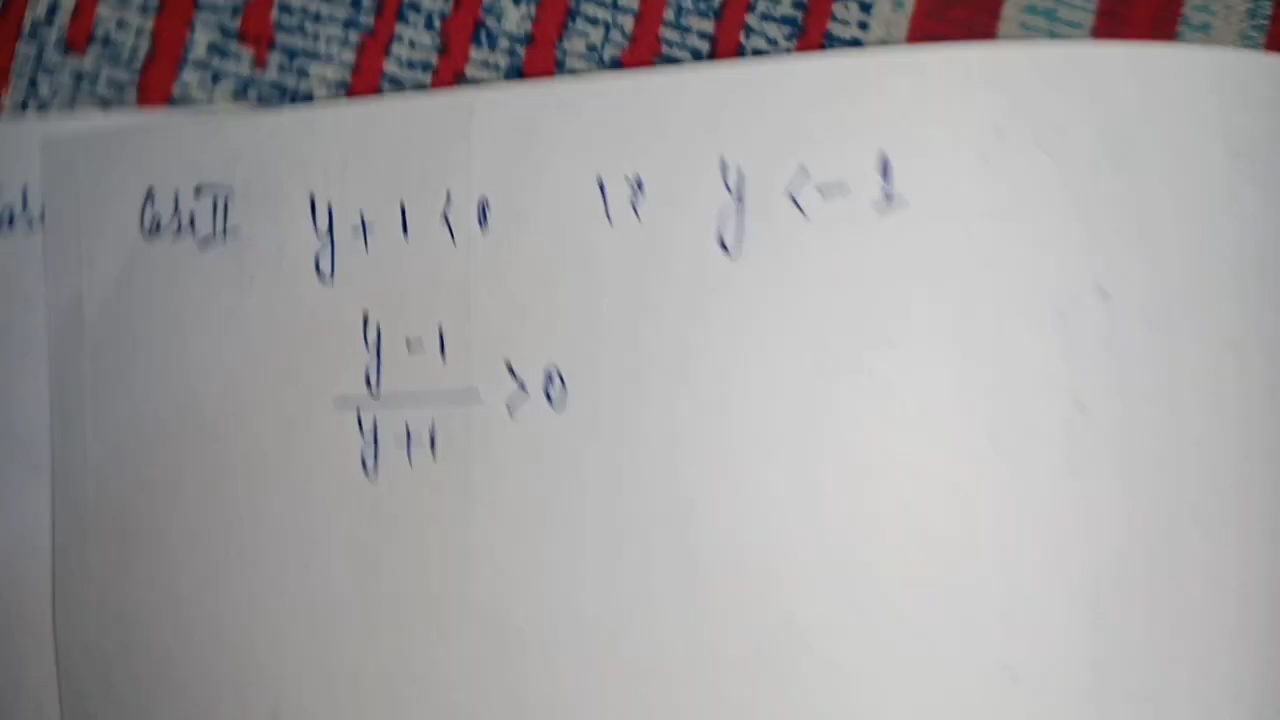 Case II y + 1 < 0 y < - 1
y - 1
y + 1 > 0